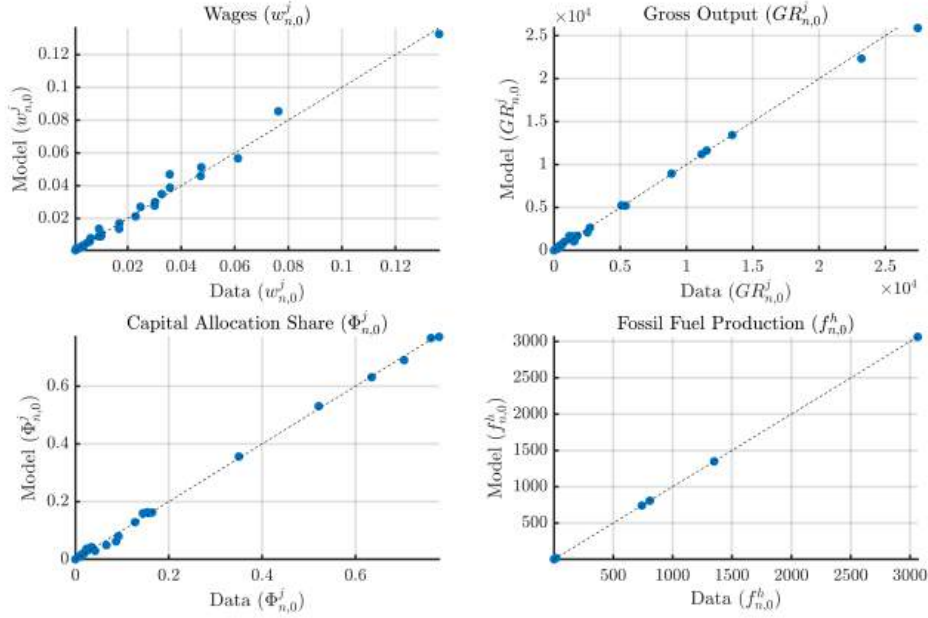 Wages ($w^j_{n,0}$)
Model ($w^j_{n,0}$)
0.12
0.1
0.08
0.06
0.04
0.02
0.02 0.04 0.06 0.08 0.1 0.12
Data ($w^j_{n,0}$)
×10⁴
Gross Output ($GR^j_{n,0}$)
Model ($GR^j_{n,0}$)
2.5
2
1.5
1
0.5
0
0 0.5 1 1.5 2 2.5
Data ($GR^j_{n,0}$)
×10⁴
Capital Allocation Share ($\Phi^j_{n,0}$)
Model ($\Phi^j_{n,0}$)
0.6
0.4
0.2
0
0 0.2 0.4 0.6
Data ($\Phi^j_{n,0}$)
Fossil Fuel Production ($f^h_{n,0}$)
Model ($f^h_{n,0}$)
3000
2500
2000
1500
1000
500
500 1000 1500 2000 2500 3000
Data ($f^h_{n,0}$)